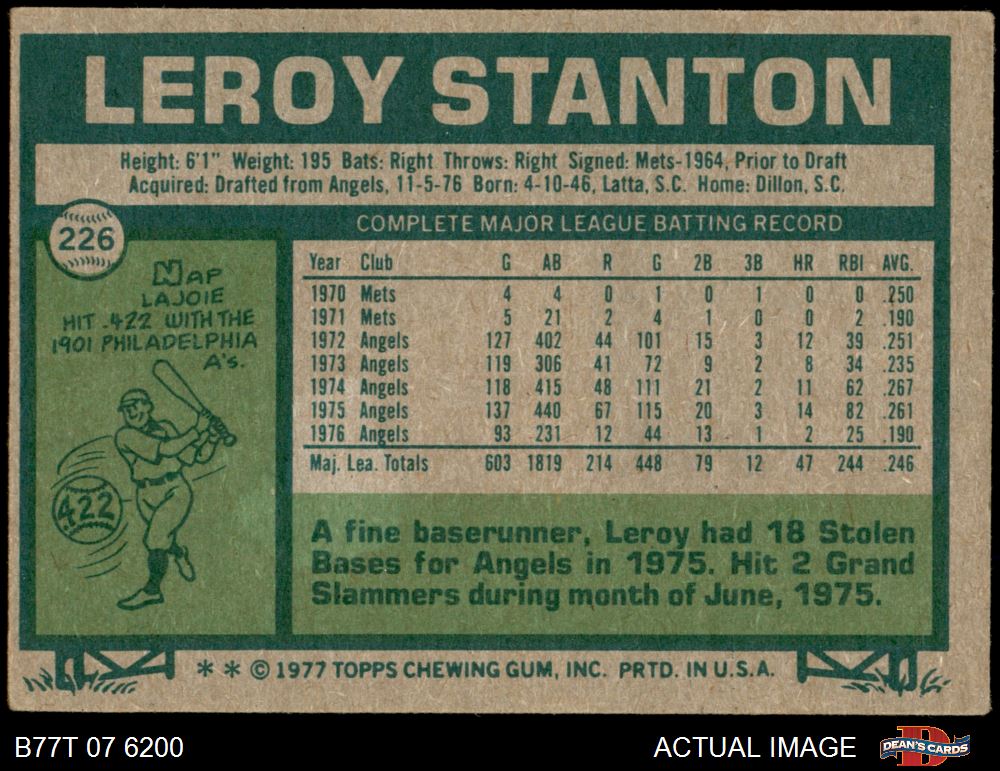 LEROY STANTON
Height: 6'1" Weight: 195 Bats: Right Throws: Right Signed: Mets-1964, Prior to Draft
Acquired: Drafted from Angels, 11-5-76 Born: 4-10-46, Latta, S.C. Home: Dillon, S.C.
226
COMPLETE MAJOR LEAGUE BATTING RECORD
NAP
LAJOIE
HIT .422 WITH THE
1901 PHILADELPHIA
A's.
.422
Year Club G AB R G 2B 3B HR RBI AVG.
1970 Mets 4 4 0 1 0 1 0 0 .250
1971 Mets 5 21 2 4 1 0 0 2 .190
1972 Angels 127 402 44 101 15 3 12 39 .251
1973 Angels 119 306 41 72 9 2 8 34 .235
1974 Angels 118 415 48 111 21 2 11 62 .267
1975 Angels 137 440 67 115 20 3 14 82 .261
1976 Angels 93 231 12 44 13 1 2 25 .190
Maj. Lea. Totals 603 1819 214 448 79 12 47 244 .246
A fine baserunner, Leroy had 18 Stolen
Bases for Angels in 1975. Hit 2 Grand
Slammers during month of June, 1975.
* * © 1977 TOPPS CHEWING GUM, INC. PRTD. IN U.S.A.
B77T 07 6200
ACTUAL IMAGE
DEAN'S CARDS